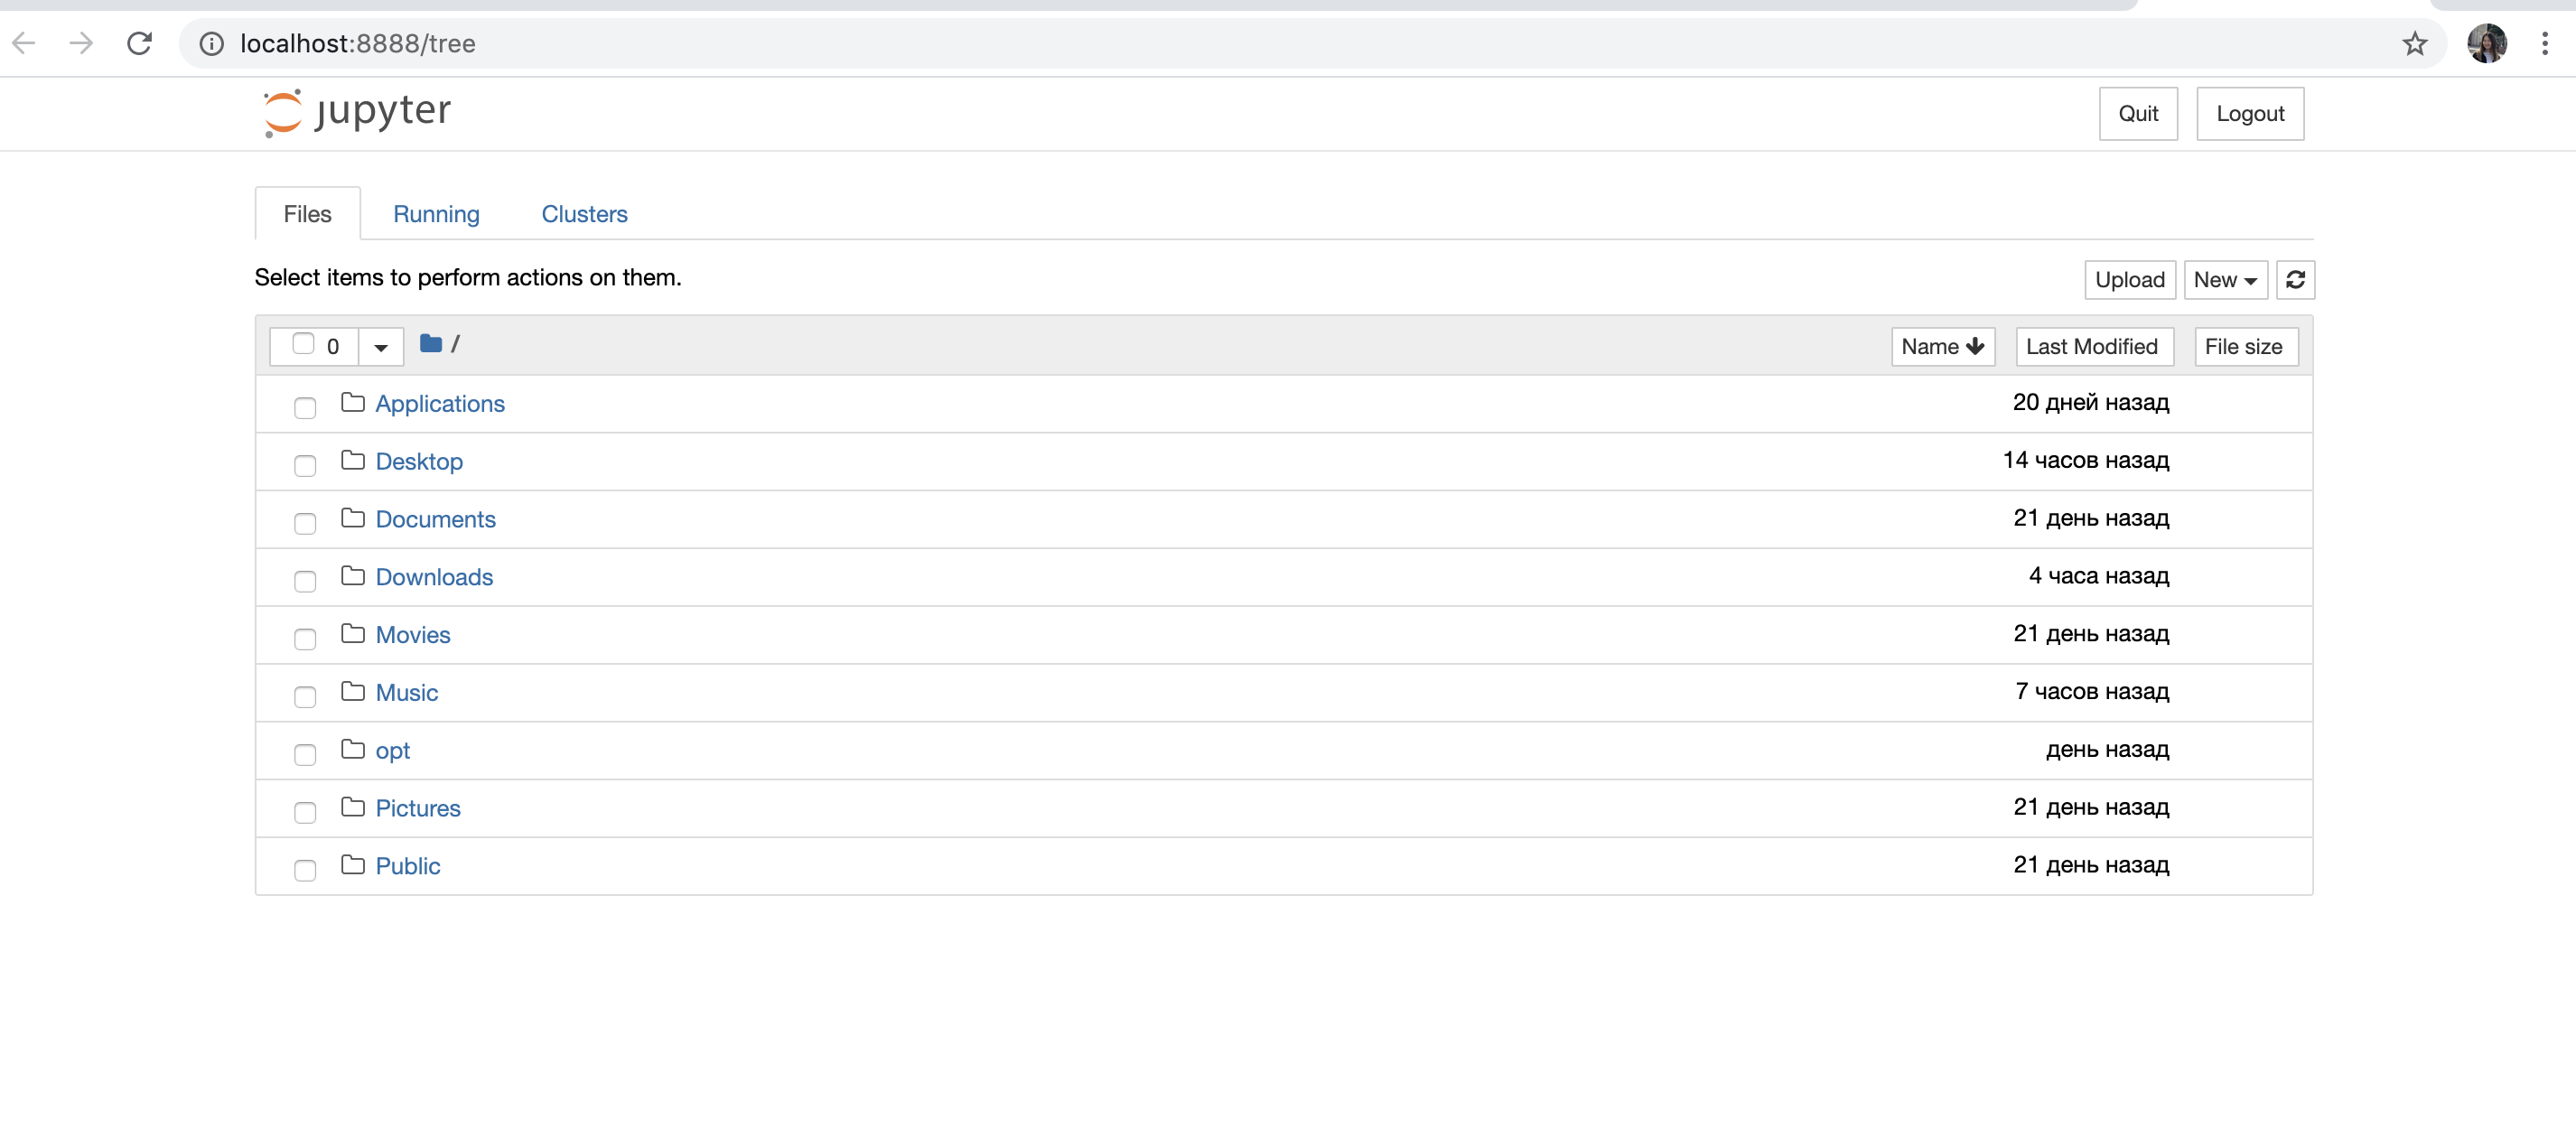 localhost:8888/tree
jupyter
Quit Logout
Files Running Clusters
Select items to perform actions on them.
Upload New
0 / Name Last Modified File size
Applications 20 дней назад
Desktop 14 часов назад
Documents 21 день назад
Downloads 4 часа назад
Movies 21 день назад
Music 7 часов назад
opt день назад
Pictures 21 день назад
Public 21 день назад